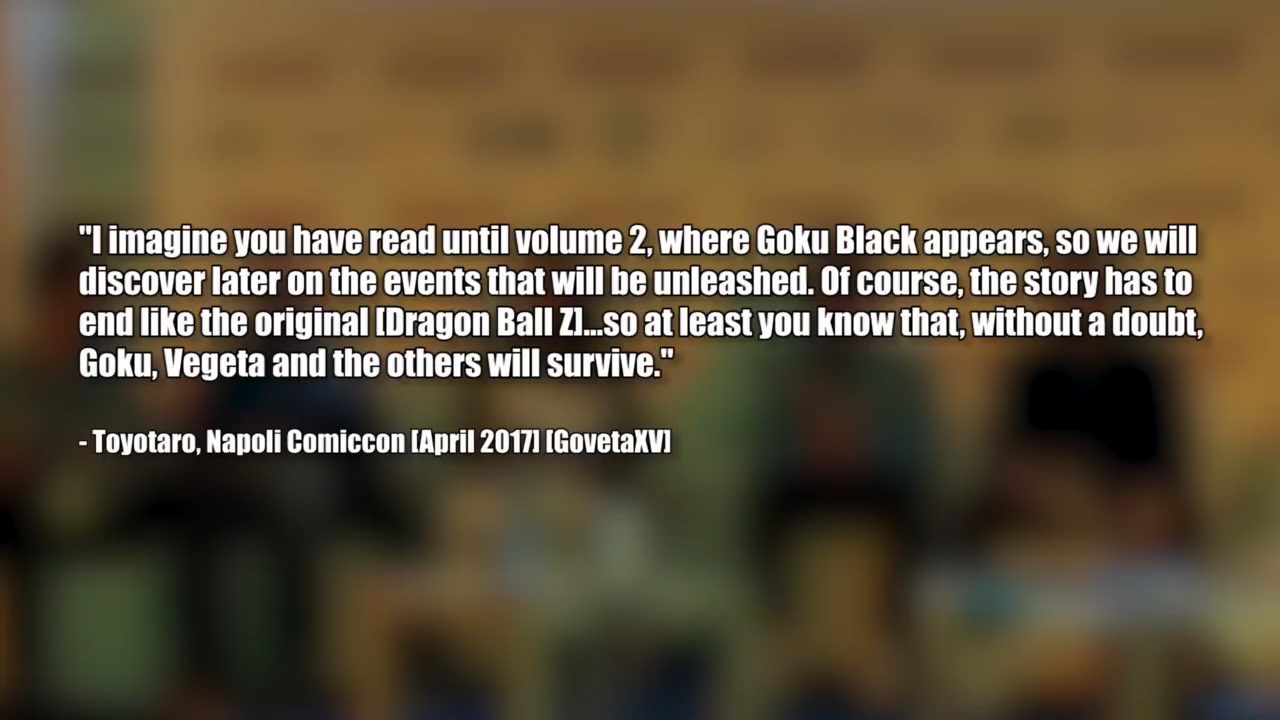 "I imagine you have read until volume 2, where Goku Black appears, so we will
discover later on the events that will be unleashed. Of course, the story has to
end like the original [Dragon Ball Z]...so at least you know that, without a doubt,
Goku, Vegeta and the others will survive."
- Toyotaro, Napoli Comiccon [April 2017] [GovetaXV]